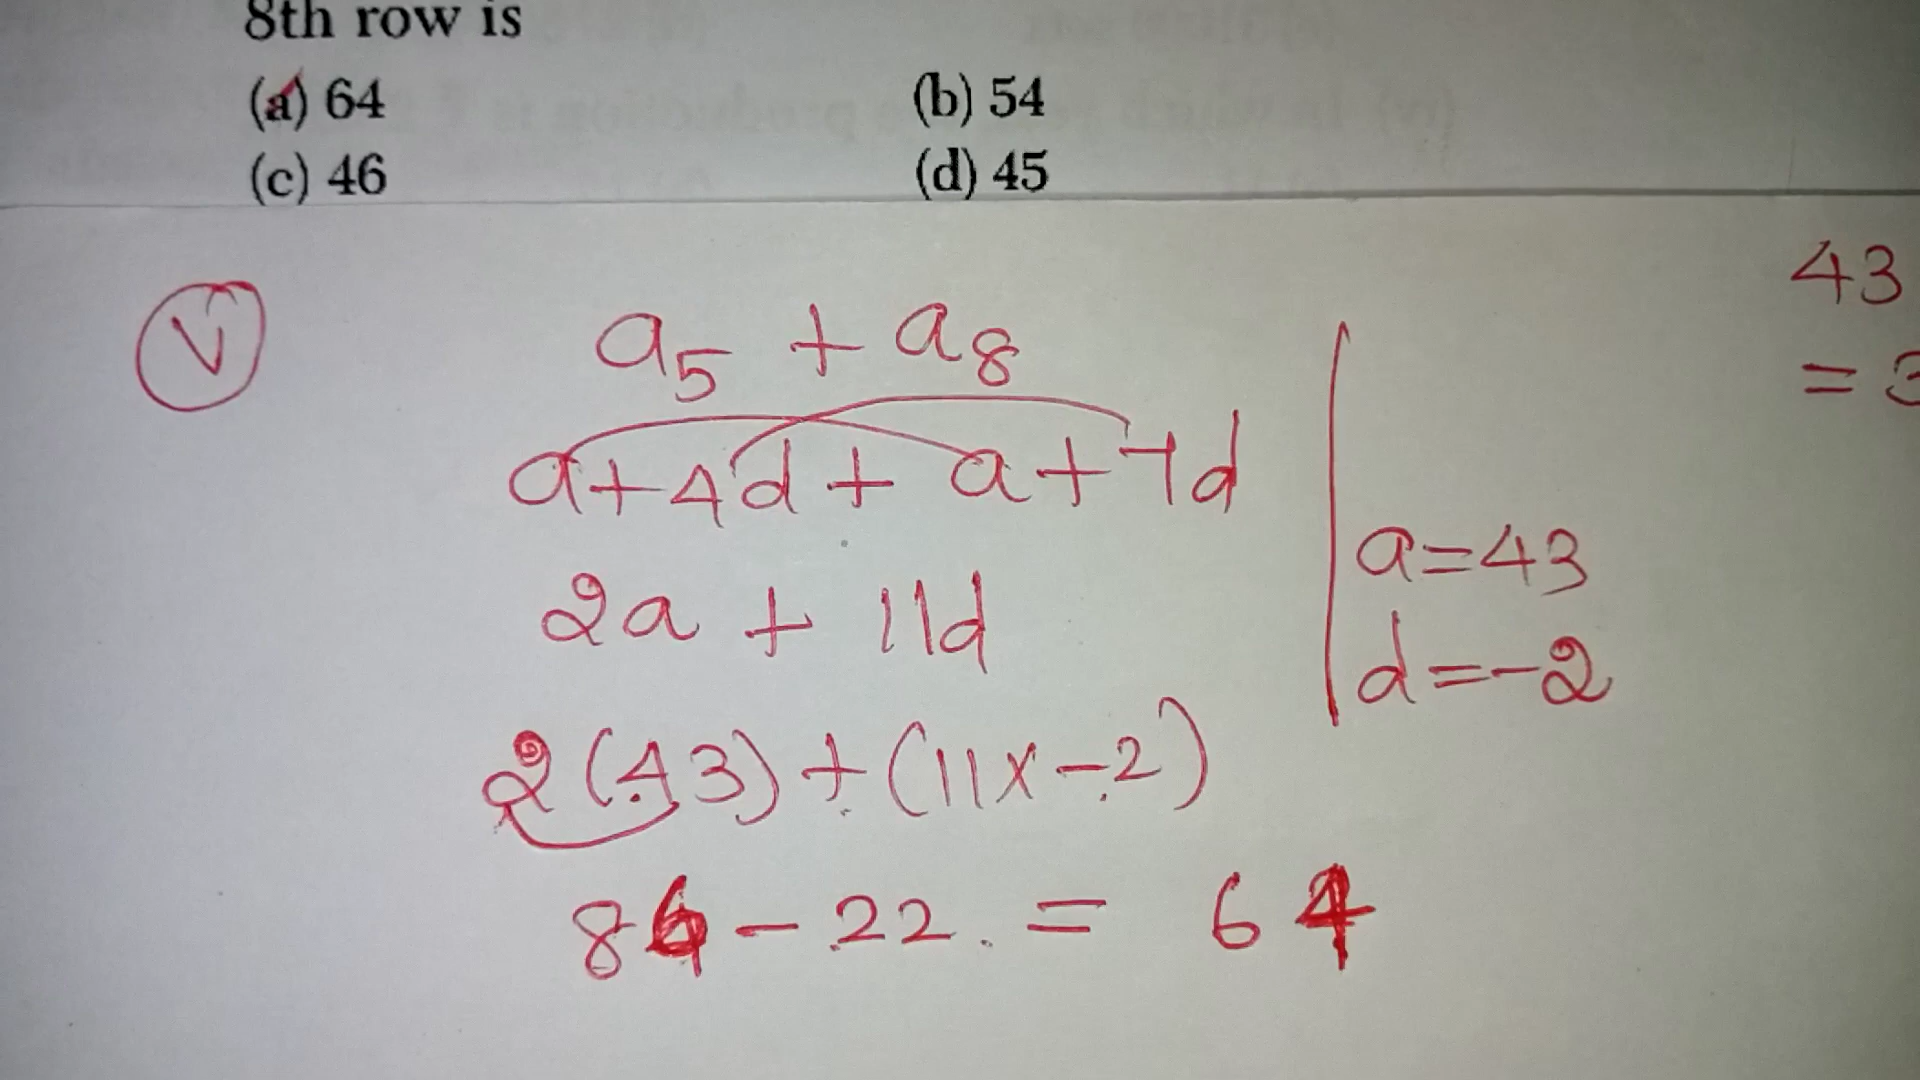 8th row is
(a) 64 (b) 54
(c) 46 (d) 45
V
a5 + a8
a+4d + a+7d
2a + 11d
2(43)+(11x-2)
86 - 22. = 64
a=43
d=-2
43
=